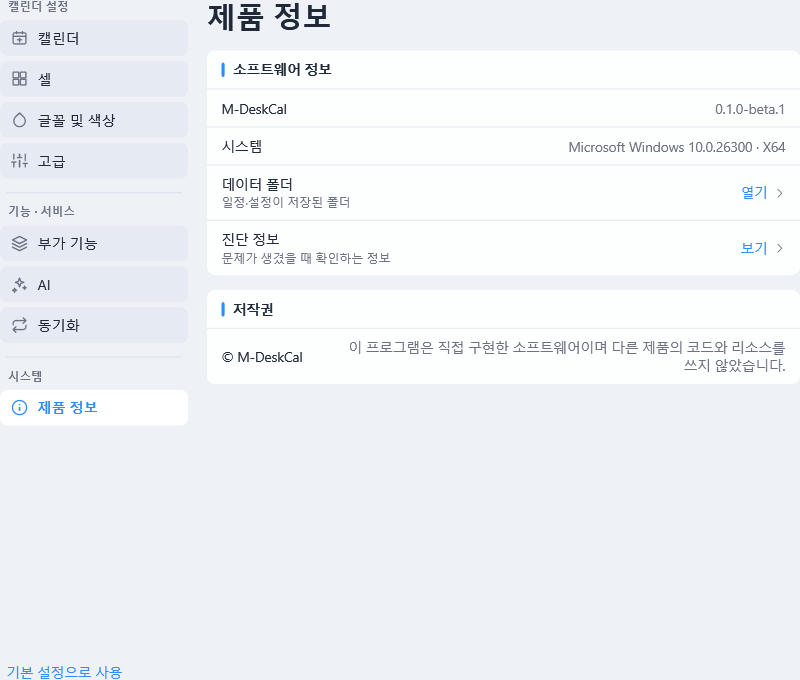 캘린더 설정
캘린더
셀
글꼴 및 색상
고급
기능 · 서비스
부가 기능
AI
동기화
시스템
제품 정보
기본 설정으로 사용
제품 정보
소프트웨어 정보
M-DeskCal 0.1.0-beta.1
시스템 Microsoft Windows 10.0.26300 · X64
데이터 폴더
일정·설정이 저장된 폴더
열기
진단 정보
문제가 생겼을 때 확인하는 정보
보기
저작권
© M-DeskCal
이 프로그램은 직접 구현한 소프트웨어이며 다른 제품의 코드와 리소스를
쓰지 않았습니다.